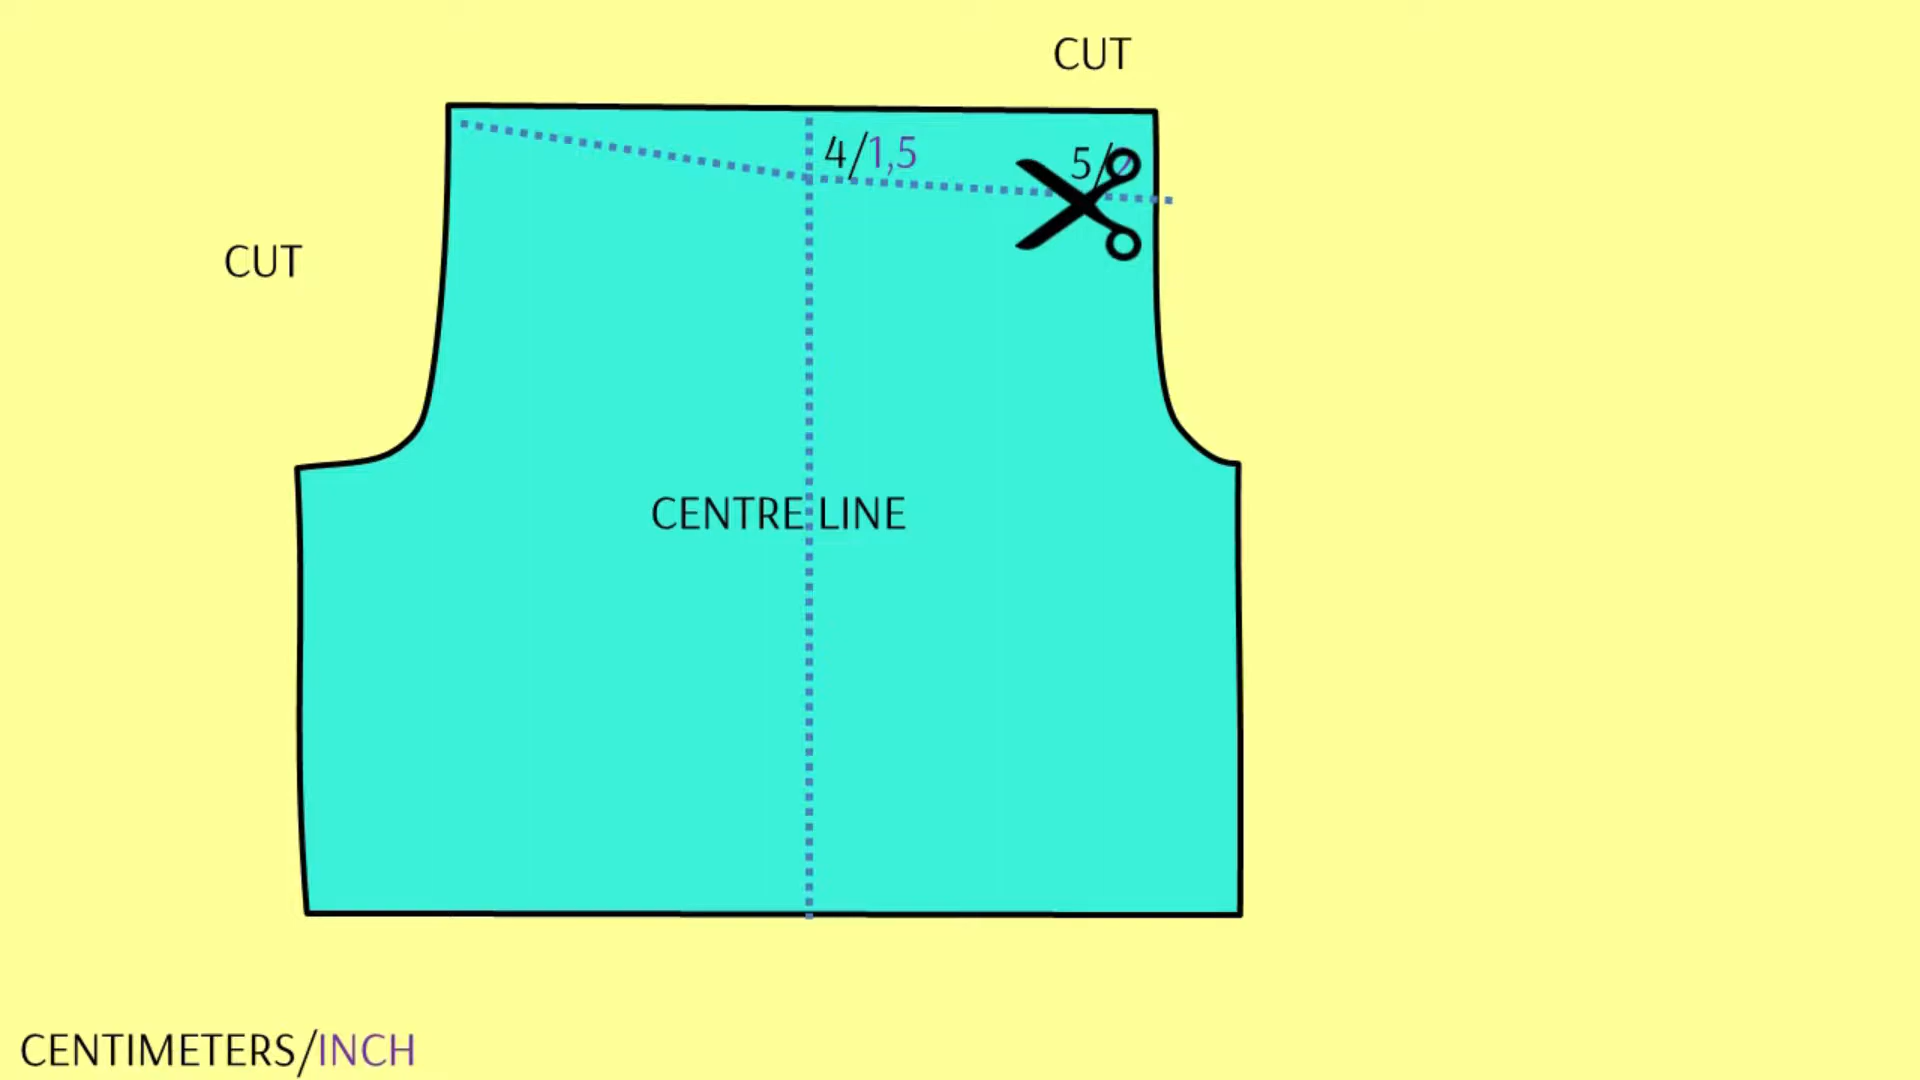 CUT
4/1,5
5/
CUT
CENTRE LINE
CENTIMETERS/INCH